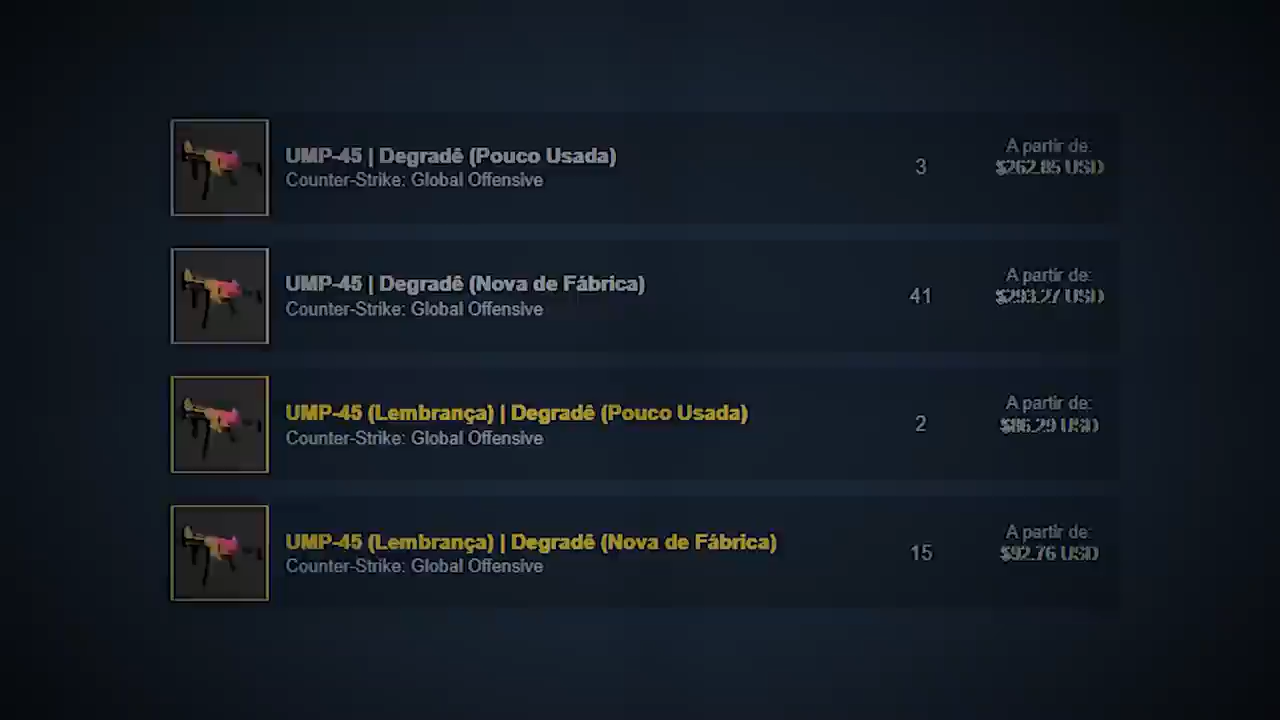 UMP-45 | Degradê (Pouco Usada)
Counter-Strike: Global Offensive
3
A partir de:
$262.85 USD
UMP-45 | Degradê (Nova de Fábrica)
Counter-Strike: Global Offensive
41
A partir de:
$293.27 USD
UMP-45 (Lembrança) | Degradê (Pouco Usada)
Counter-Strike: Global Offensive
2
A partir de:
$86.29 USD
UMP-45 (Lembrança) | Degradê (Nova de Fábrica)
Counter-Strike: Global Offensive
15
A partir de:
$92.76 USD